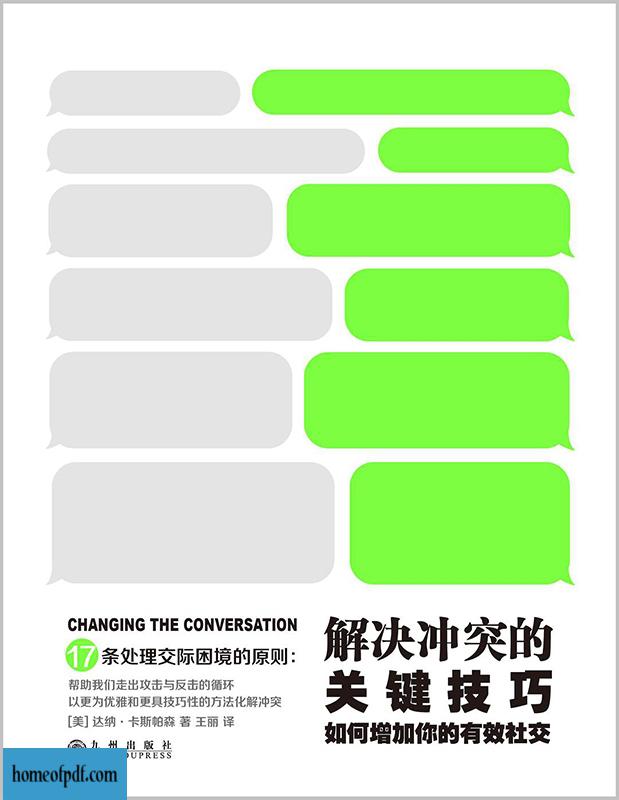 CHANGING THE CONVERSATION
17条处理交际困境的原则:
帮助我们走出攻击与反击的循环
以更为优雅和更具技巧性的方法化解冲突
[美] 达纳·卡斯帕森 著 王丽 译
九州出版社
解决冲突的
关键技巧
如何增加你的有效社交
homeofpdf.com